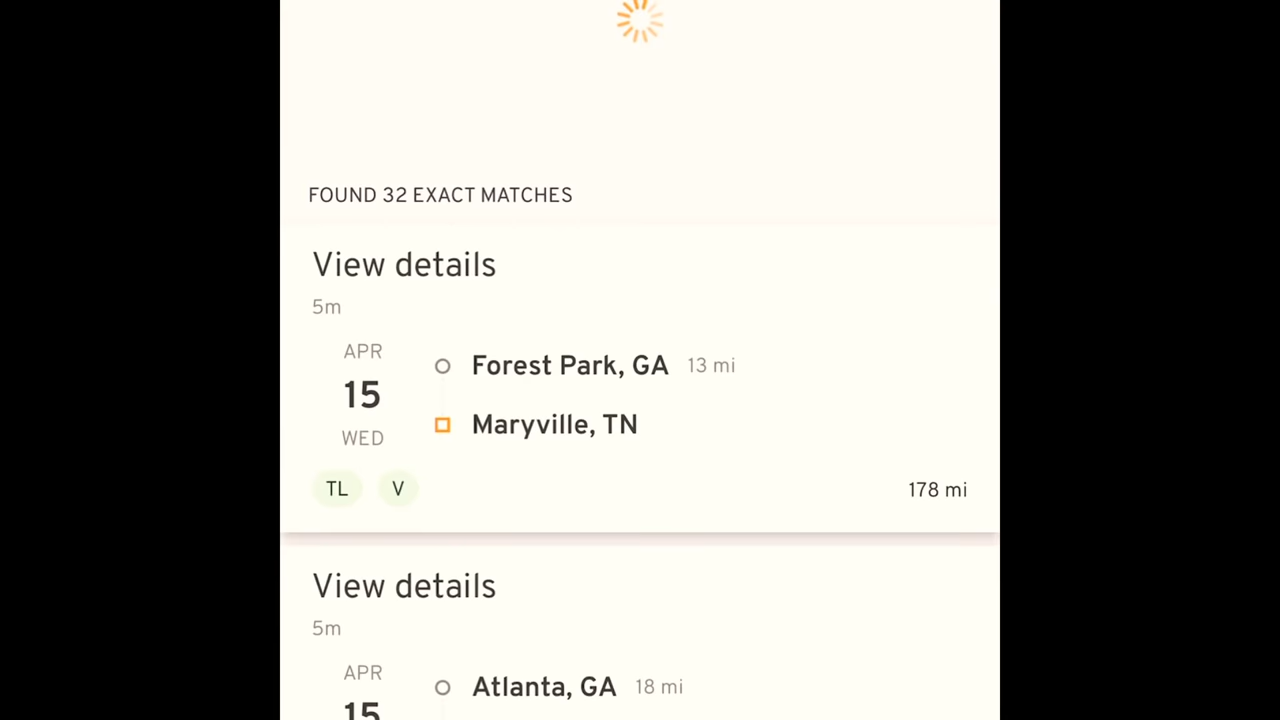 FOUND 32 EXACT MATCHES
View details
5m
APR
15
WED
Forest Park, GA 13 mi
Maryville, TN
TL V 178 mi
View details
5m
APR
15
Atlanta, GA 18 mi